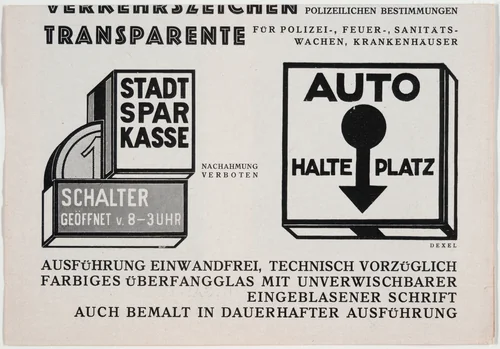 VERKEHRSZEICHEN POLIZEILICHEN BESTIMMUNGEN
TRANSPARENTE FÜR POLIZEI-, FEUER-, SANITÄTS-
WACHEN, KRANKENHÄUSER
STADT
SPAR
KASSE
1
SCHALTER
GEÖFFNET v. 8–3 UHR
NACHAHMUNG
VERBOTEN
AUTO
HALTE PLATZ
DEXEL
AUSFÜHRUNG EINWANDFREI, TECHNISCH VORZÜGLICH
FARBIGES ÜBERFANGGLAS MIT UNVERWISCHBARER
EINGEBLASENER SCHRIFT
AUCH BEMALT IN DAUERHAFTER AUSFÜHRUNG